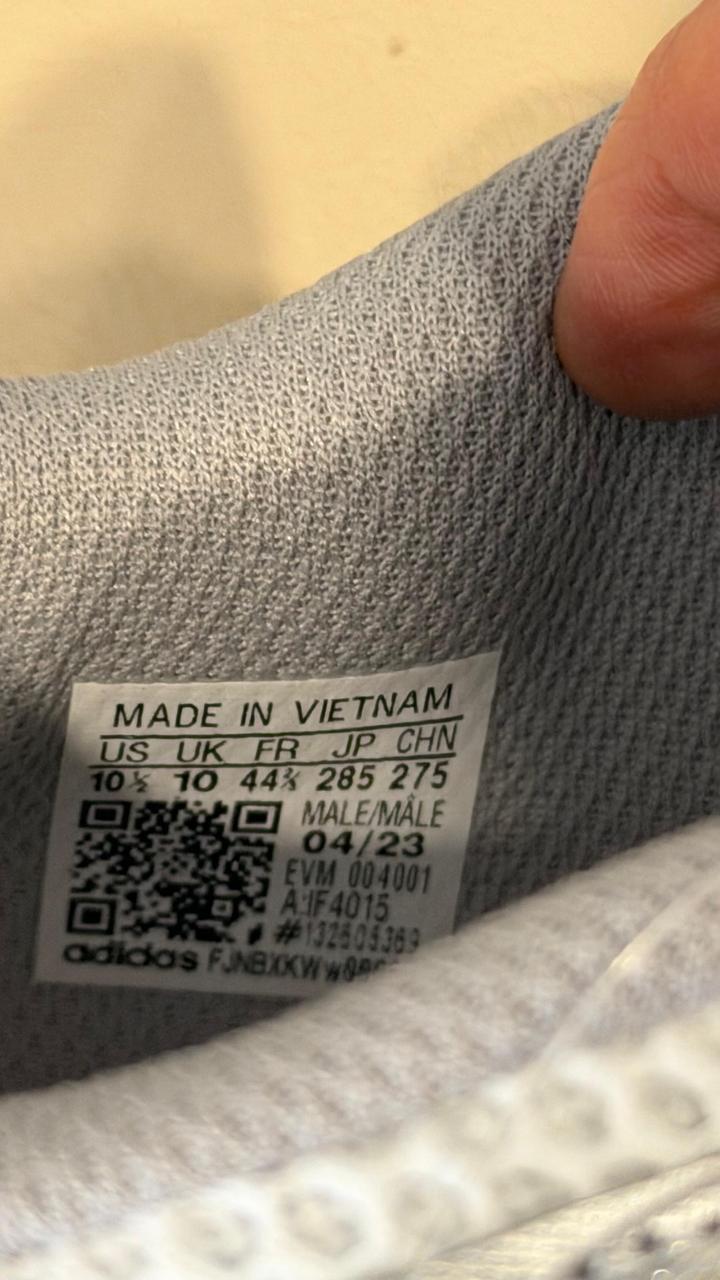 MADE IN VIETNAM
US UK FR JP CHN
10½ 10 44⅔ 285 275
MALE/MÂLE
04/23
EVM 004001
A:IF4015
#132605369
adidas